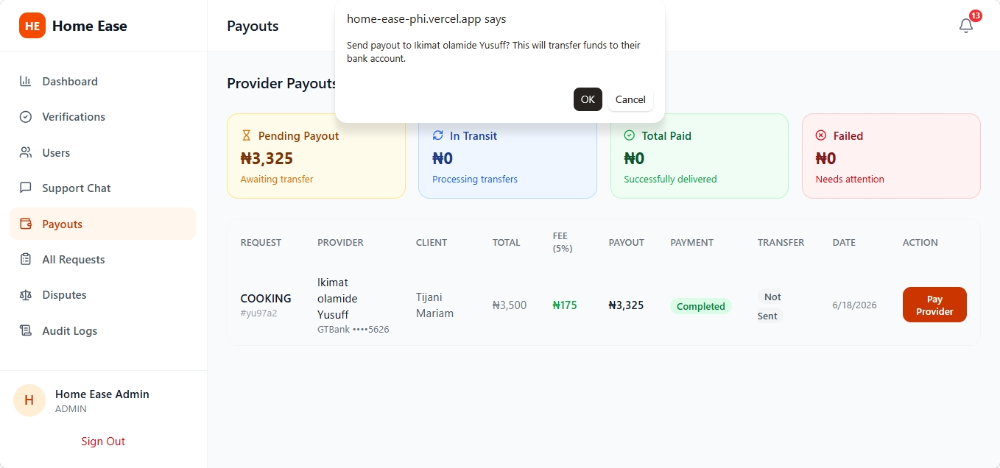 HE Home Ease
Dashboard
Verifications
Users
Support Chat
Payouts
All Requests
Disputes
Audit Logs
H
Home Ease Admin
ADMIN
Sign Out
Payouts
13
home-ease-phi.vercel.app says
Send payout to Ikimat olamide Yusuff? This will transfer funds to their
bank account.
OK Cancel
Provider Payouts
Pending Payout
₦3,325
Awaiting transfer
In Transit
₦0
Processing transfers
Total Paid
₦0
Successfully delivered
Failed
₦0
Needs attention
REQUEST PROVIDER CLIENT TOTAL FEE (5%) PAYOUT PAYMENT TRANSFER DATE ACTION
COOKING
#yu97a2
Ikimat
olamide
Yusuff
GTBank ••••5626
Tijani
Mariam
₦3,500
₦175
₦3,325
Completed
Not
Sent
6/18/2026
Pay
Provider